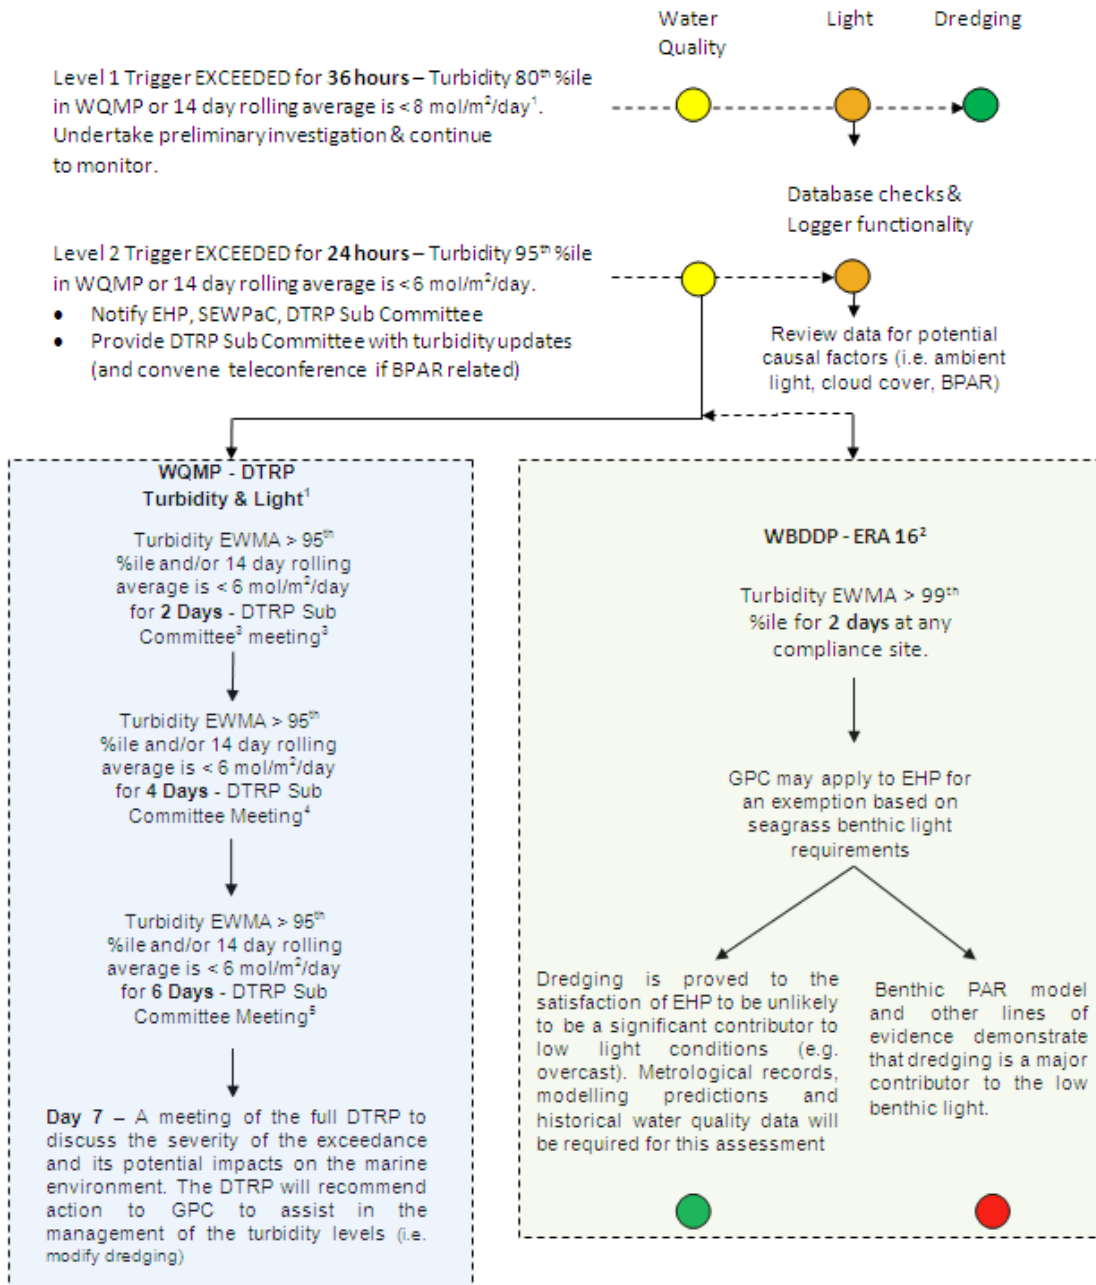 Water
Quality
Light
Dredging
Level 1 Trigger EXCEEDED for 36 hours – Turbidity 80th %ile
in WQMP or 14 day rolling average is < 8 mol/m²/day¹.
Undertake preliminary investigation & continue
to monitor.
Database checks &
Logger functionality
Level 2 Trigger EXCEEDED for 24 hours – Turbidity 95th %ile
in WQMP or 14 day rolling average is < 6 mol/m²/day.
• Notify EHP, SEWPaC, DTRP Sub Committee
• Provide DTRP Sub Committee with turbidity updates
(and convene teleconference if BPAR related)
Review data for potential
causal factors (i.e. ambient
light, cloud cover, BPAR)
WQMP - DTRP
Turbidity & Light¹
Turbidity EWMA > 95th
%ile and/or 14 day rolling
average is < 6 mol/m²/day
for 2 Days - DTRP Sub
Committee³ meeting³
Turbidity EWMA > 95th
%ile and/or 14 day rolling
average is < 6 mol/m²/day
for 4 Days - DTRP Sub
Committee Meeting⁴
Turbidity EWMA > 95th
%ile and/or 14 day rolling
average is < 6 mol/m²/day
for 6 Days - DTRP Sub
Committee Meeting⁵
Day 7 – A meeting of the full DTRP to
discuss the severity of the exceedance
and its potential impacts on the marine
environment. The DTRP will recommend
action to GPC to assist in the
management of the turbidity levels (i.e.
modify dredging)
WBDDP - ERA 16²
Turbidity EWMA > 99th
%ile for 2 days at any
compliance site.
GPC may apply to EHP for
an exemption based on
seagrass benthic light
requirements
Dredging is proved to the
satisfaction of EHP to be unlikely
to be a significant contributor to
low light conditions (e.g.
overcast). Metrological records,
modelling predictions and
historical water quality data will
be required for this assessment
Benthic PAR model
and other lines of
evidence demonstrate
that dredging is a major
contributor to the low
benthic light.